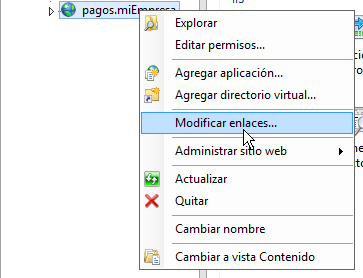 pagos.miEmpresa
Explorar
Editar permisos...
Agregar aplicación...
Agregar directorio virtual...
Modificar enlaces...
Administrar sitio web
Actualizar
Quitar
Cambiar nombre
Cambiar a vista Contenido